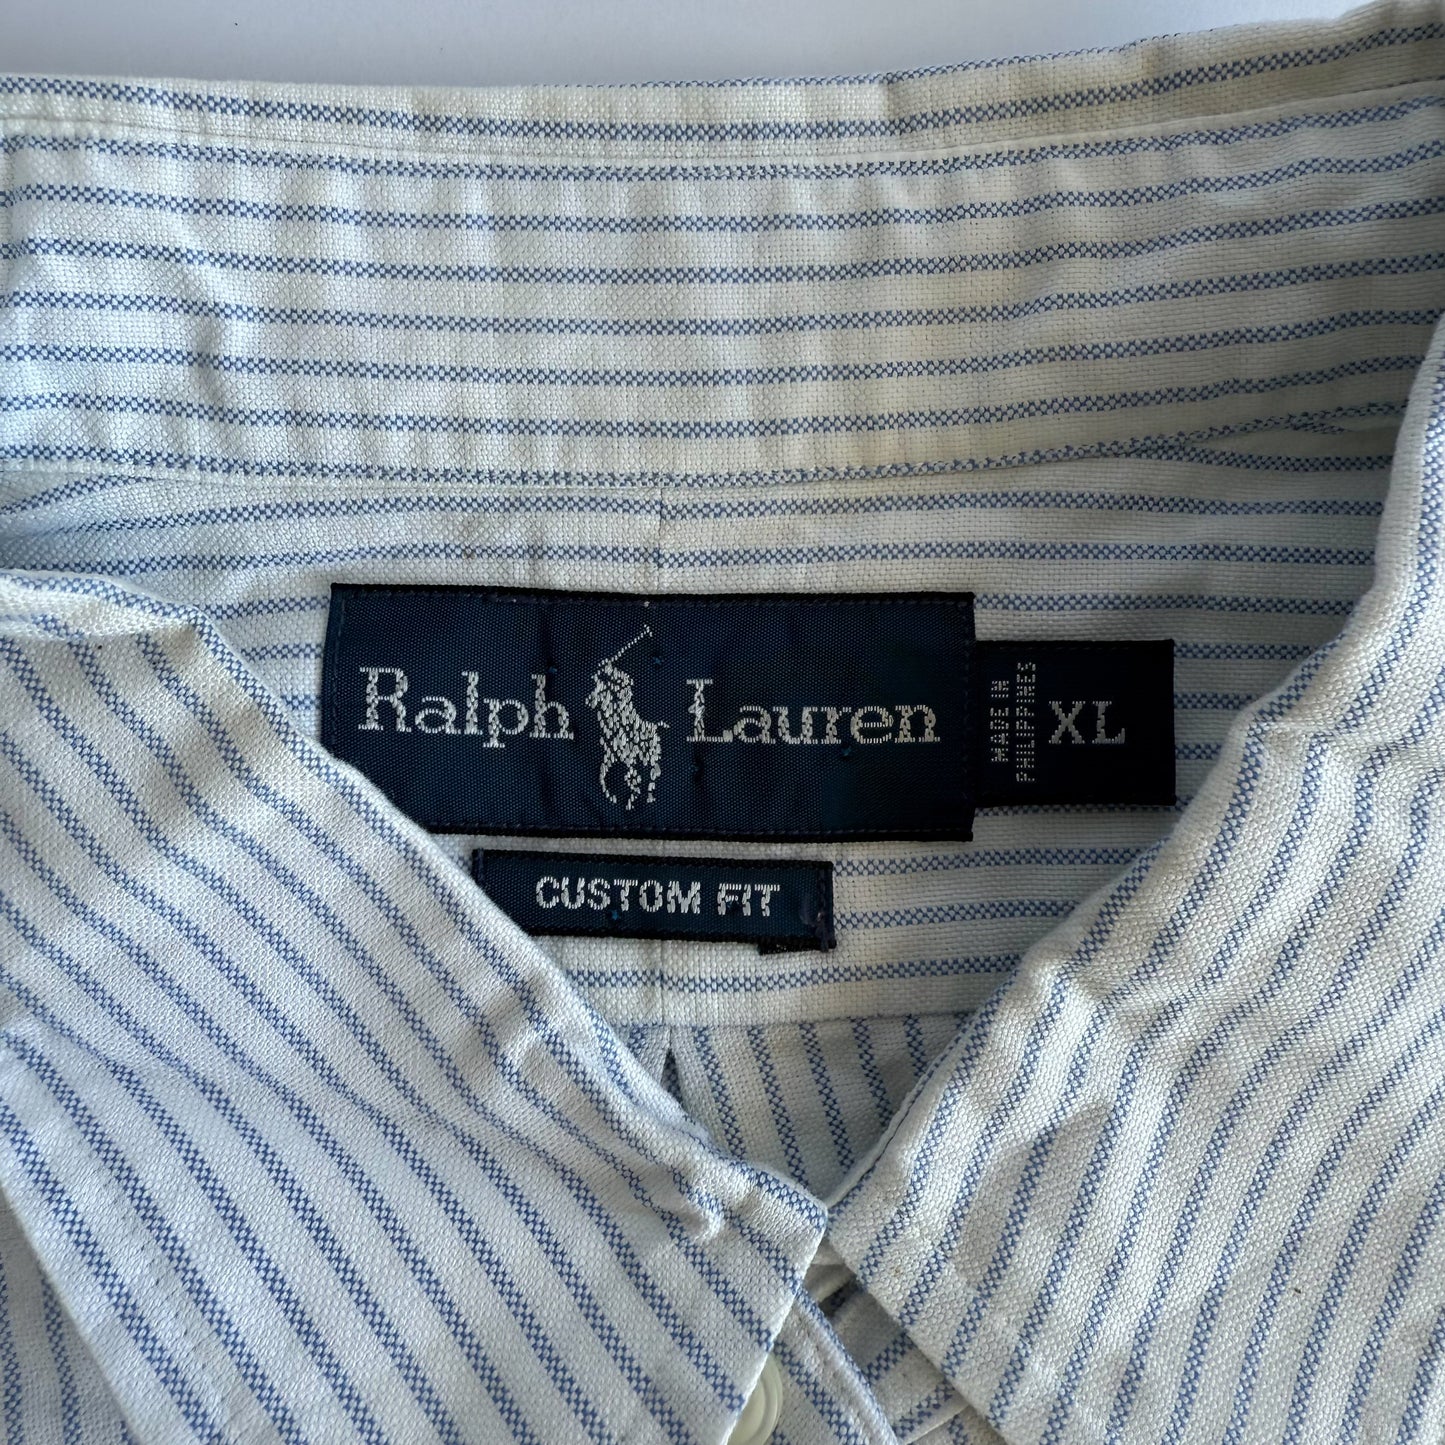 Ralph Lauren
MADE IN
PHILIPPINES
XL
CUSTOM FIT